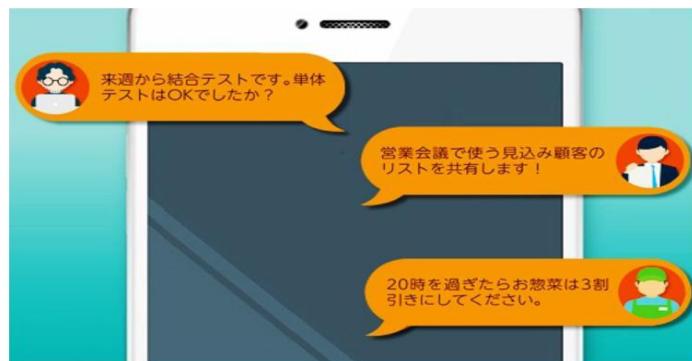 来週から結合テストです。単体
テストはOKでしたか？
営業会議で使う見込み顧客の
リストを共有します！
20時を過ぎたらお惣菜は3割
引きにしてください。